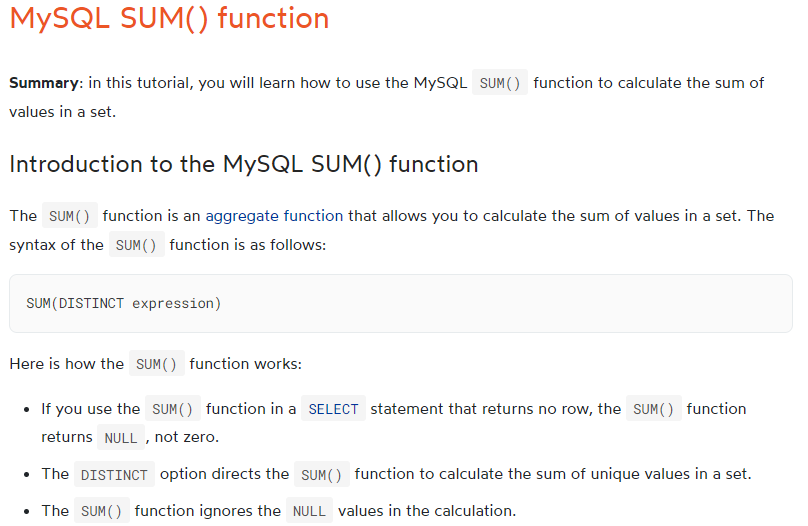 MySQL SUM() function
Summary: in this tutorial, you will learn how to use the MySQL SUM() function to calculate the sum of
values in a set.
Introduction to the MySQL SUM() function
The SUM() function is an aggregate function that allows you to calculate the sum of values in a set. The
syntax of the SUM() function is as follows:
SUM(DISTINCT expression)
Here is how the SUM() function works:
• If you use the SUM() function in a SELECT statement that returns no row, the SUM() function
returns NULL , not zero.
• The DISTINCT option directs the SUM() function to calculate the sum of unique values in a set.
• The SUM() function ignores the NULL values in the calculation.